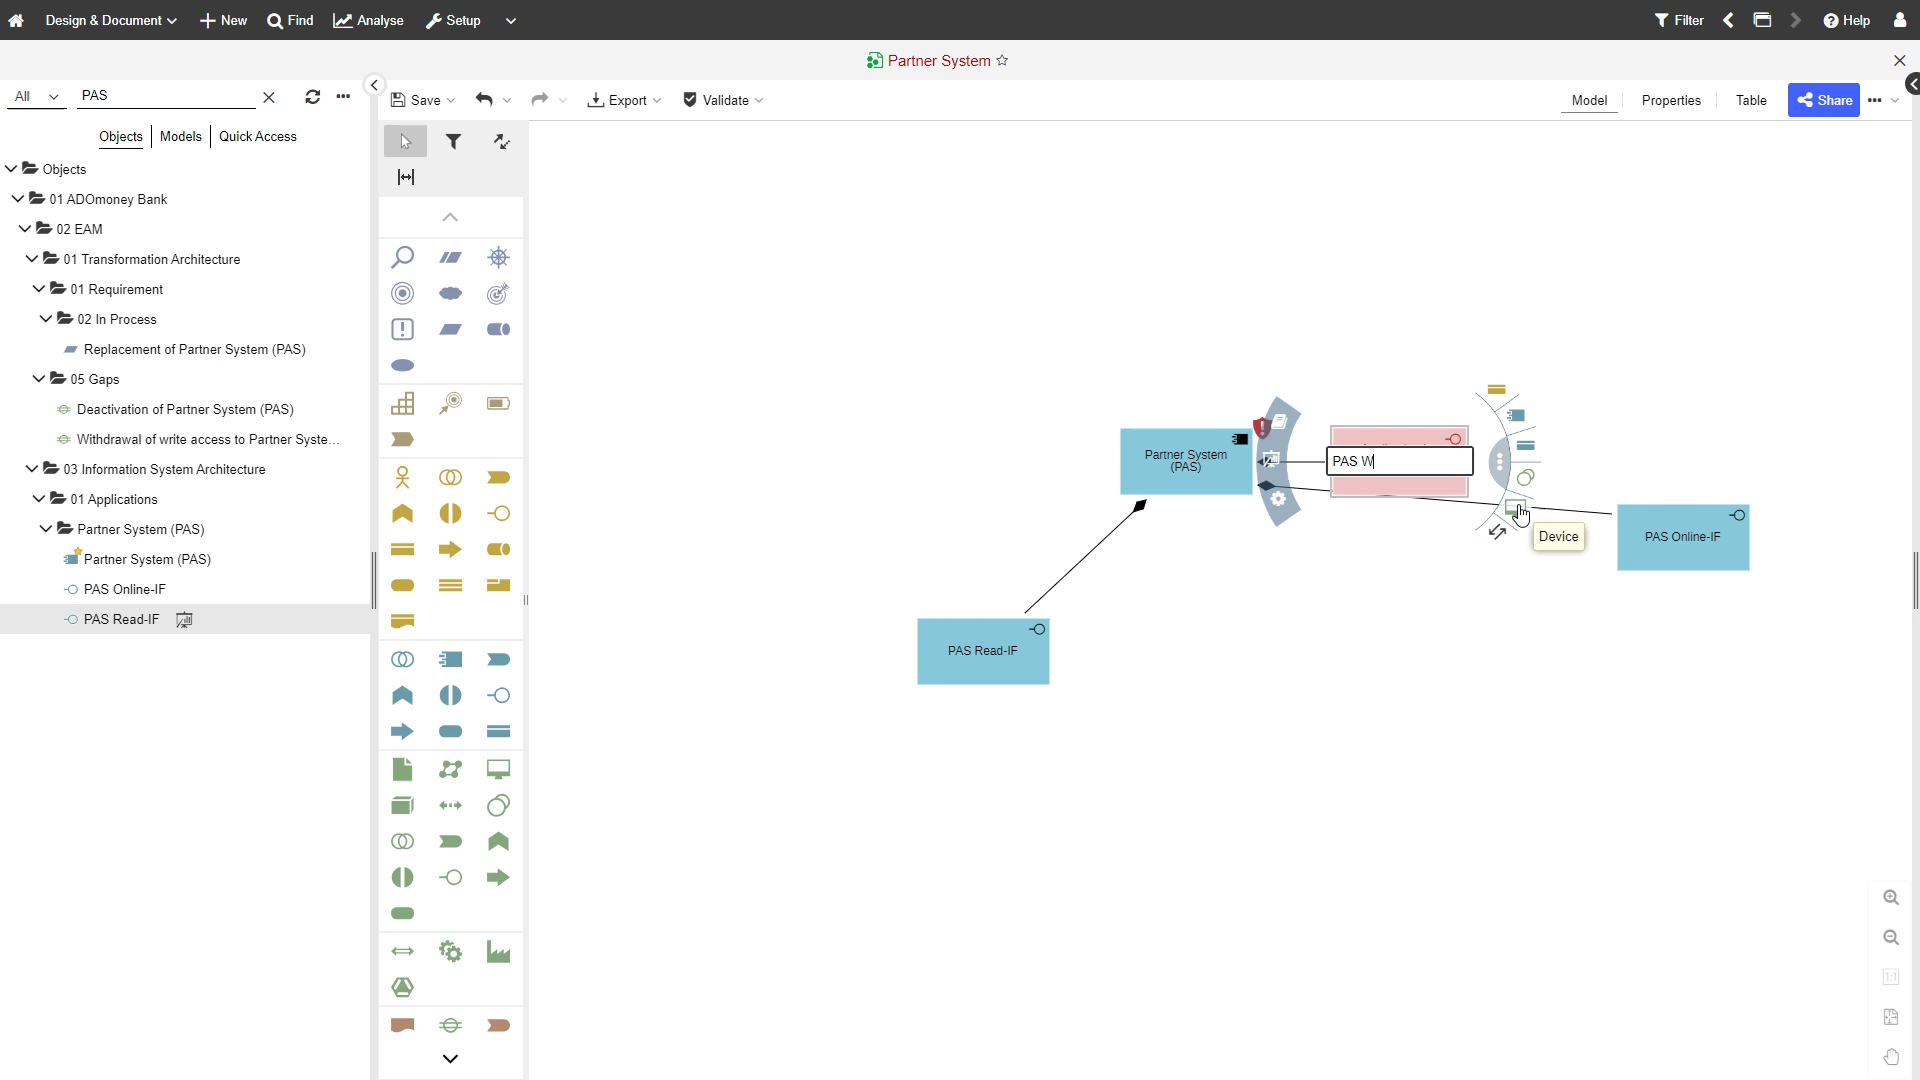 Design & Document
New
Find
Analyse
Setup
Filter
Help
Partner System
All
PAS
Save
Export
Validate
Model
Properties
Table
Share
Objects
Models
Quick Access
Objects
01 ADOmoney Bank
02 EAM
01 Transformation Architecture
01 Requirement
02 In Process
Replacement of Partner System (PAS)
05 Gaps
Deactivation of Partner System (PAS)
Withdrawal of write access to Partner Syste...
03 Information System Architecture
01 Applications
Partner System (PAS)
Partner System (PAS)
PAS Online-IF
PAS Read-IF
Partner System
(PAS)
PAS W
Device
PAS Online-IF
PAS Read-IF
1:1